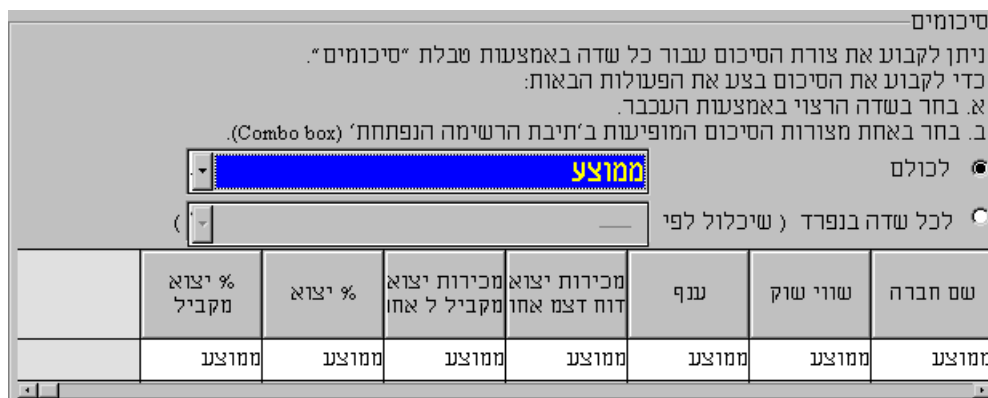 סיכומים
ניתן לקבוע את צורת הסיכום עבור כל שדה באמצעות טבלת "סיכומים".
כדי לקבוע את הסיכום בצע את הפעולות הבאות:
א. בחר בשדה הרצוי באמצעות העכבר.
ב. בחר באחת מצורות הסיכום המופיעות ב'תיבת הרשימה הנפתחת' (Combo box).
לכולם ממוצע
לכל שדה בנפרד ( שיכלול לפי )
שם חברה שווי שוק ענף מכירות יצוא דוח דצמ אחו מכירות יצוא מקביל ל אחו % יצוא % יצוא מקביל
ממוצע ממוצע ממוצע ממוצע ממוצע ממוצע ממוצע